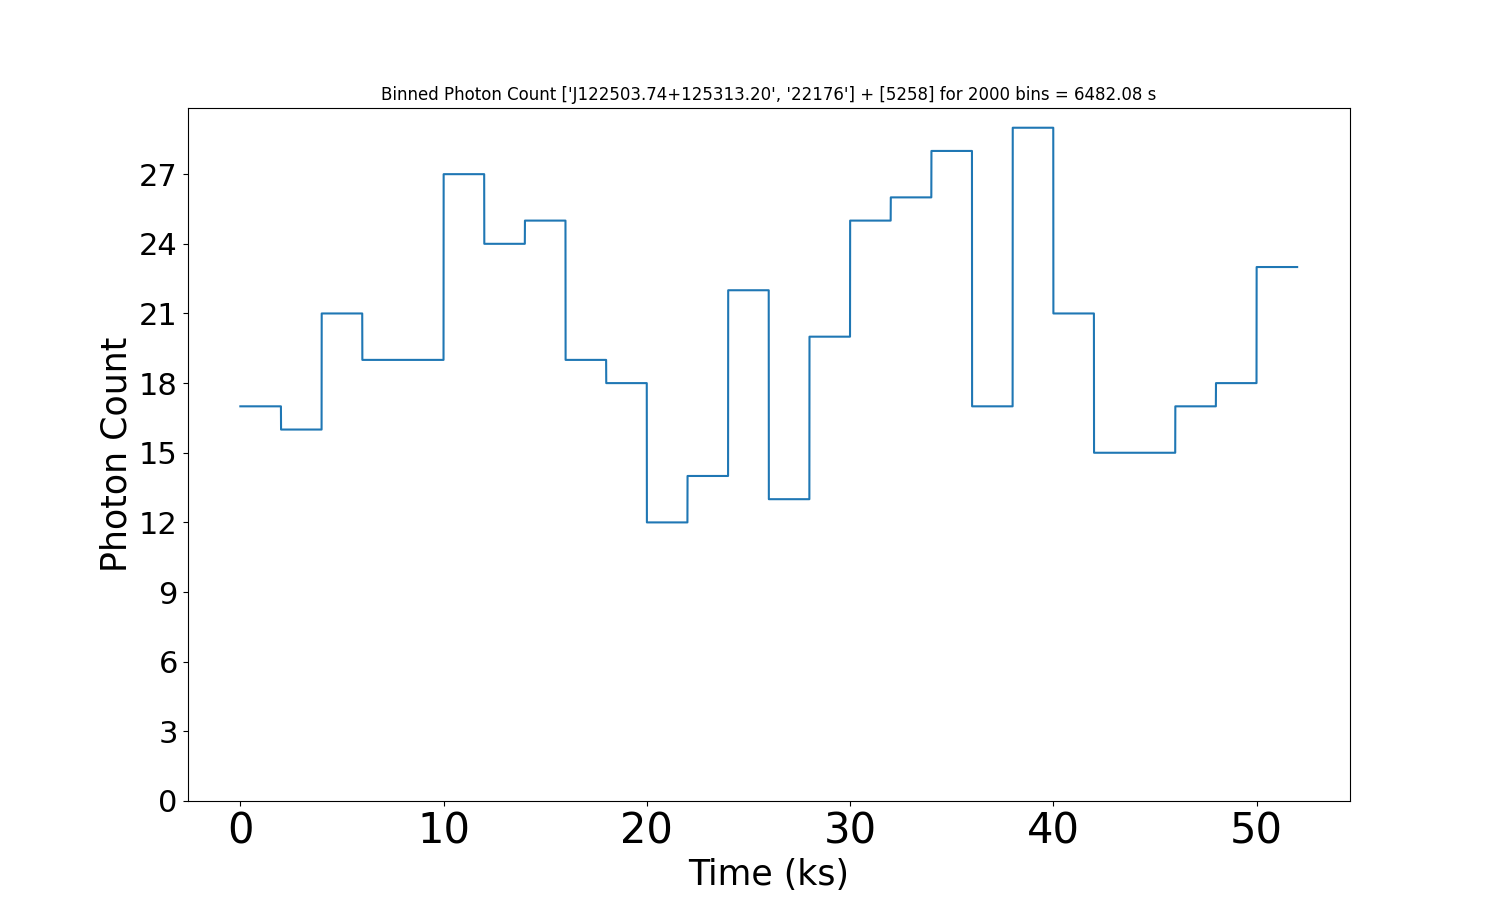 Binned Photon Count ['J122503.74+125313.20', '22176'] + [5258] for 2000 bins = 6482.08 s
Photon Count
27
24
21
18
15
12
9
6
3
0
0 10 20 30 40 50
Time (ks)